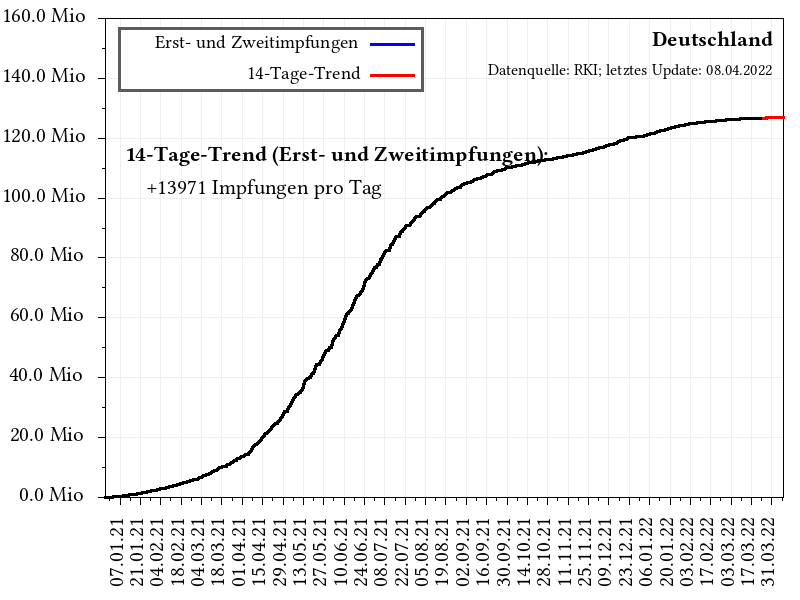 160.0 Mio
140.0 Mio
120.0 Mio
100.0 Mio
80.0 Mio
60.0 Mio
40.0 Mio
20.0 Mio
0.0 Mio
Erst- und Zweitimpfungen
14-Tage-Trend
Deutschland
Datenquelle: RKI; letztes Update: 08.04.2022
14-Tage-Trend (Erst- und Zweitimpfungen):
+13971 Impfungen pro Tag
07.01.21
21.01.21
04.02.21
18.02.21
04.03.21
18.03.21
01.04.21
15.04.21
29.04.21
13.05.21
27.05.21
10.06.21
24.06.21
08.07.21
22.07.21
05.08.21
19.08.21
02.09.21
16.09.21
30.09.21
14.10.21
28.10.21
11.11.21
25.11.21
09.12.21
23.12.21
06.01.22
20.01.22
03.02.22
17.02.22
03.03.22
17.03.22
31.03.22